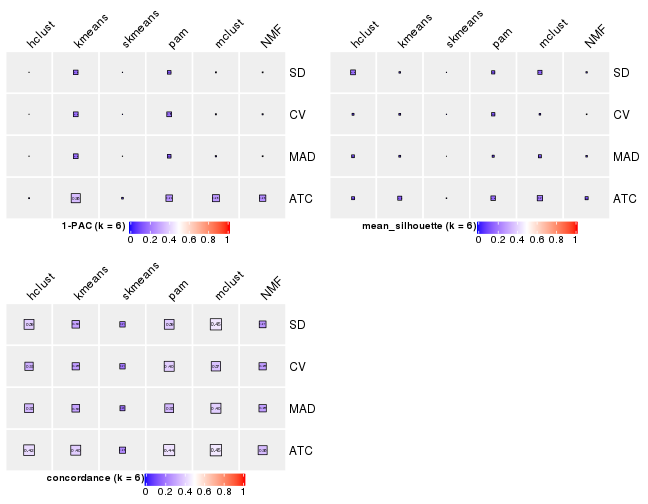 hclust kmeans skmeans pam mclust NMF
SD
CV
MAD
ATC
1-PAC (k = 6)
0 0.2 0.4 0.6 0.8 1
hclust kmeans skmeans pam mclust NMF
SD
CV
MAD
ATC
mean_silhouette (k = 6)
0 0.2 0.4 0.6 0.8 1
hclust kmeans skmeans pam mclust NMF
SD
CV
MAD
ATC
concordance (k = 6)
0 0.2 0.4 0.6 0.8 1